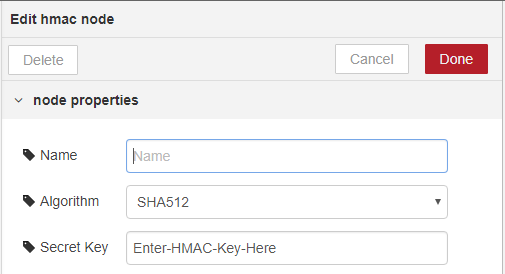 Edit hmac node
Delete Cancel Done
node properties
Name Name
Algorithm SHA512
Secret Key Enter-HMAC-Key-Here